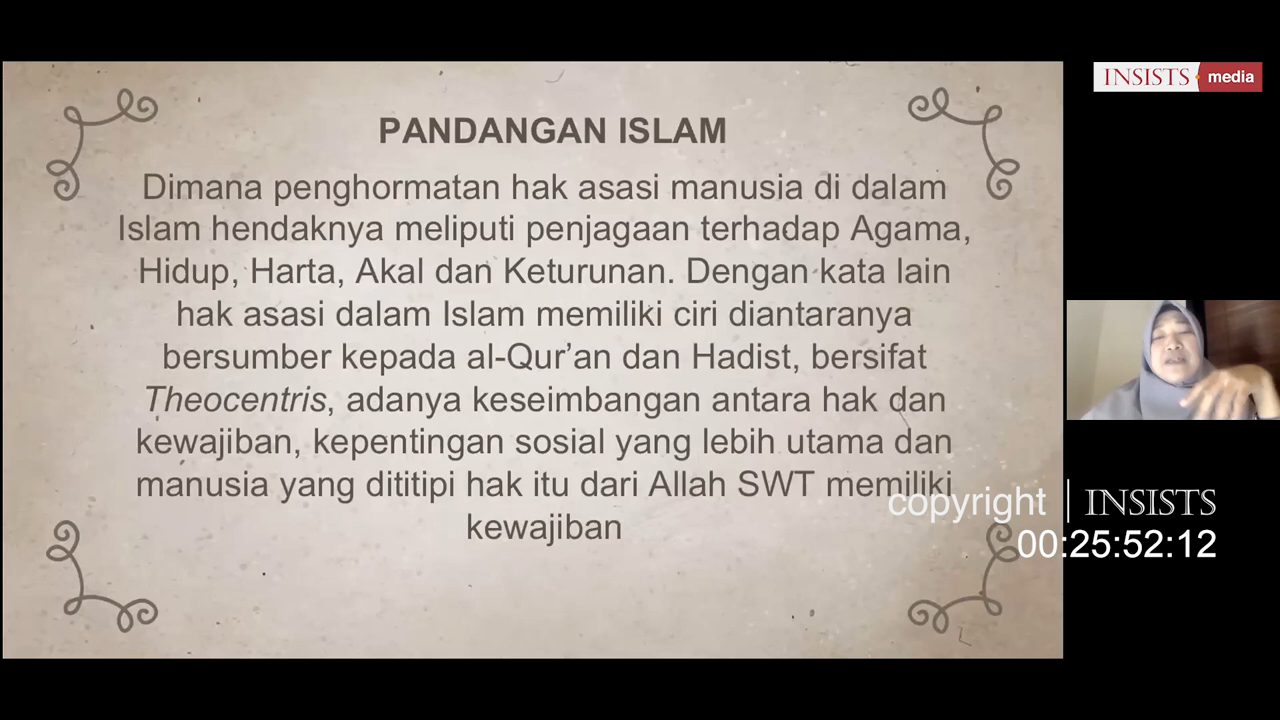 PANDANGAN ISLAM
Dimana penghormatan hak asasi manusia di dalam
Islam hendaknya meliputi penjagaan terhadap Agama,
Hidup, Harta, Akal dan Keturunan. Dengan kata lain
hak asasi dalam Islam memiliki ciri diantaranya
bersumber kepada al-Qur’an dan Hadist, bersifat
Theocentris, adanya keseimbangan antara hak dan
kewajiban, kepentingan sosial yang lebih utama dan
manusia yang dititipi hak itu dari Allah SWT memiliki
kewajiban
INSISTS media
copyright | INSISTS
00:25:52:12